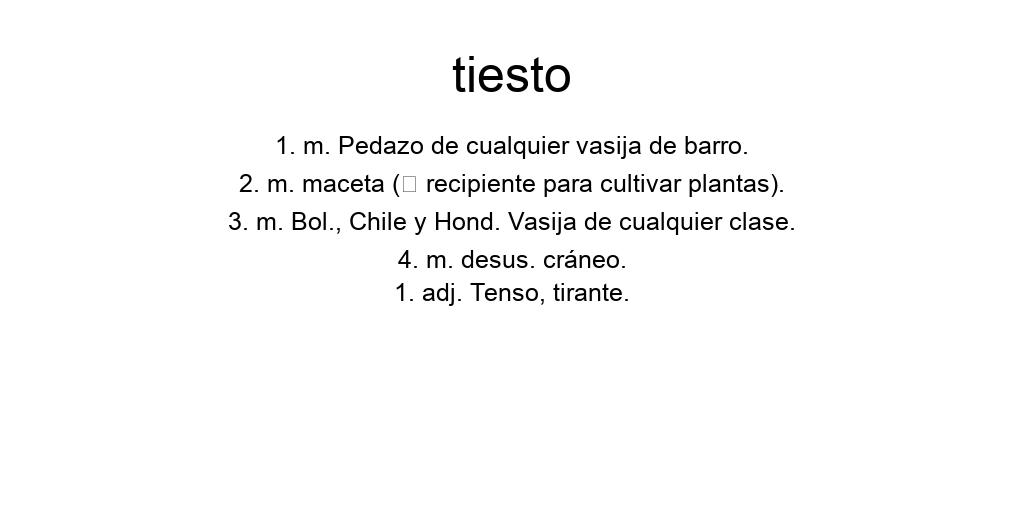 tiesto
1. m. Pedazo de cualquier vasija de barro.
2. m. maceta (□ recipiente para cultivar plantas).
3. m. Bol., Chile y Hond. Vasija de cualquier clase.
4. m. desus. cráneo.
1. adj. Tenso, tirante.